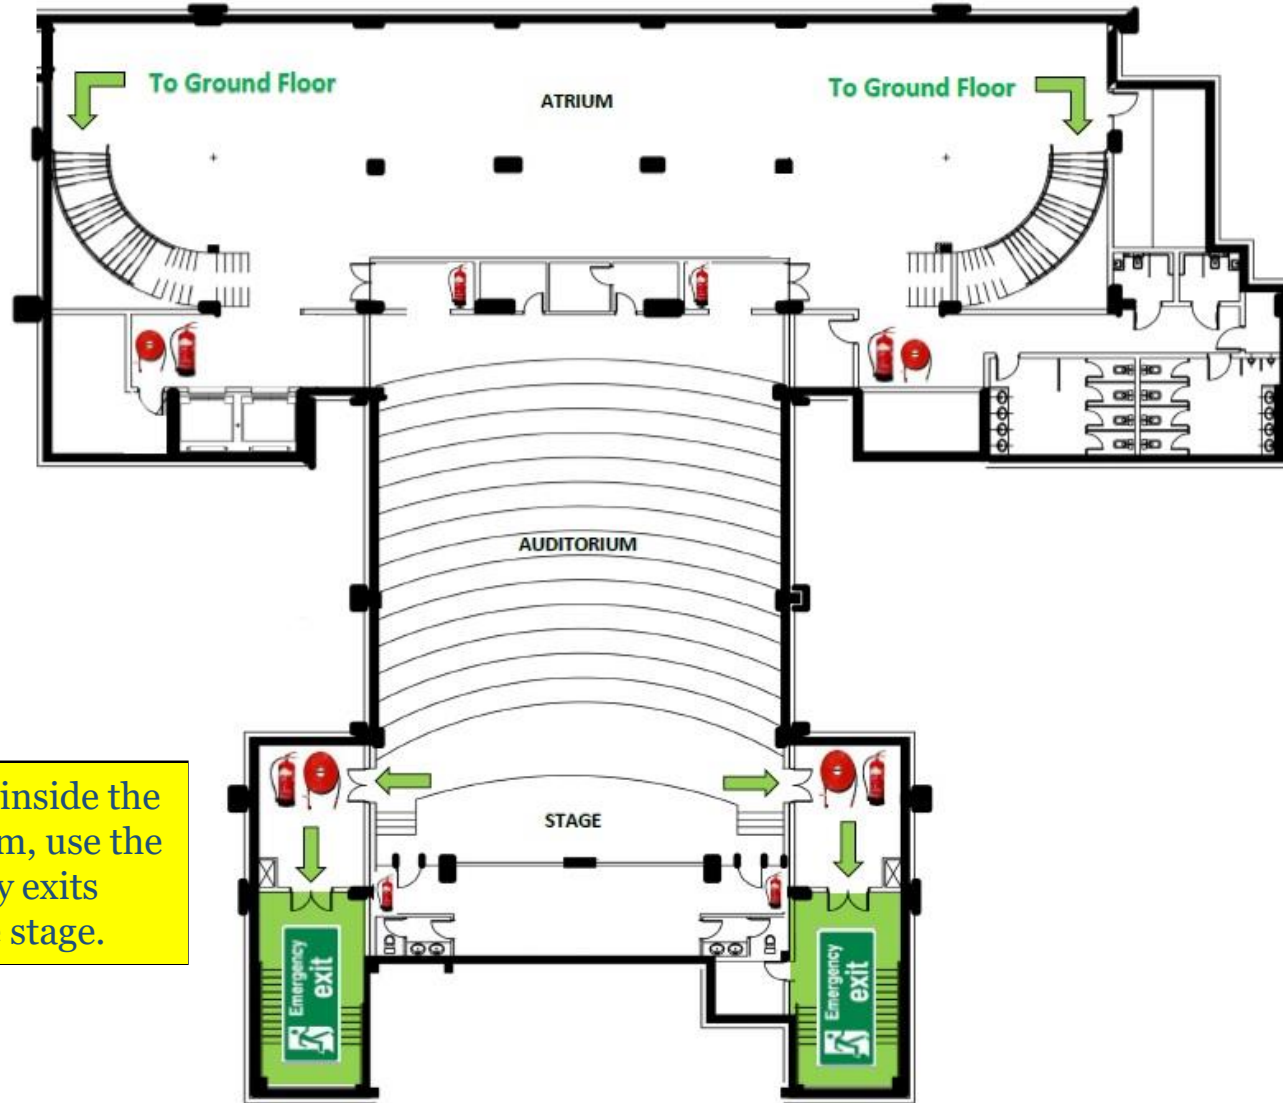 To Ground Floor
ATRIUM
To Ground Floor
AUDITORIUM
STAGE
inside the
m, use the
y exits
stage.
Emergency
exit
Emergency
exit